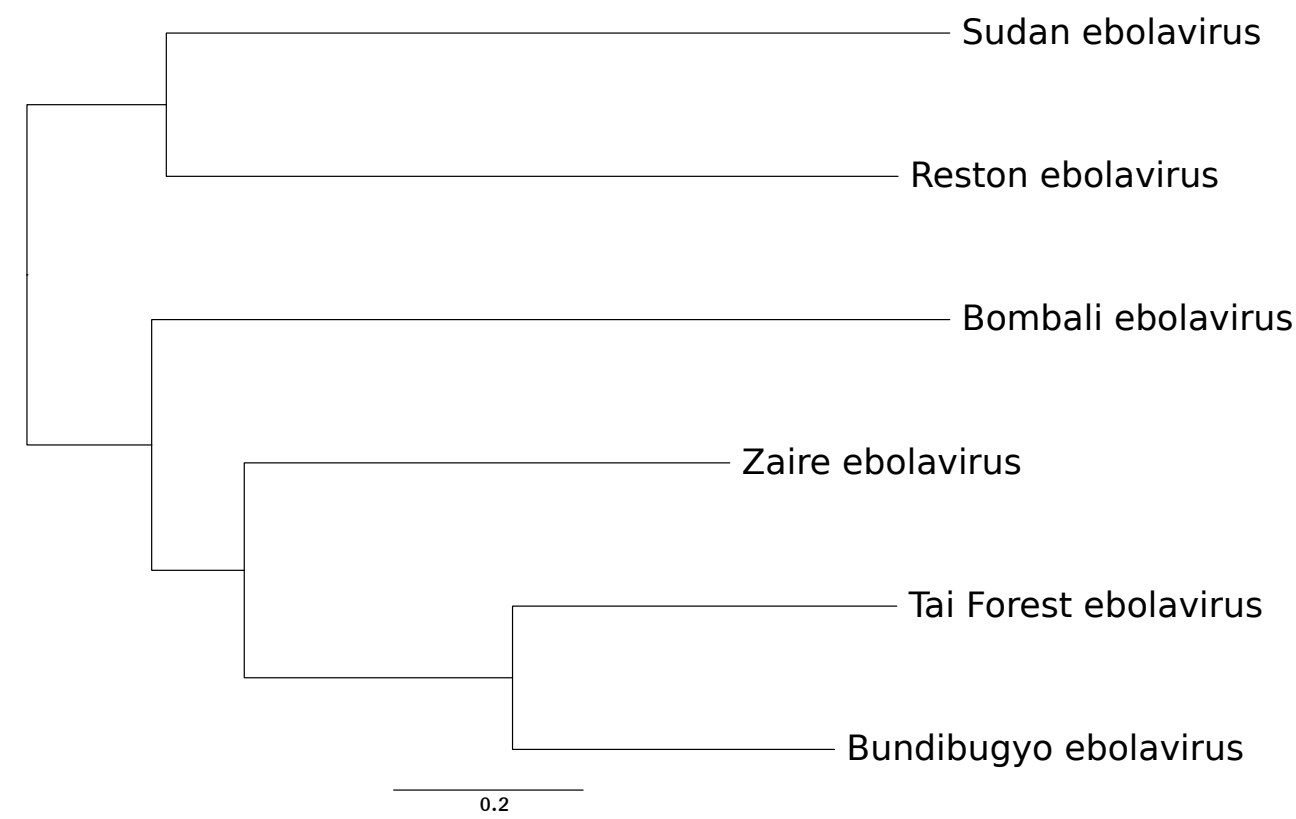 Sudan ebolavirus
Reston ebolavirus
Bombali ebolavirus
Zaire ebolavirus
Tai Forest ebolavirus
Bundibugyo ebolavirus
0.2